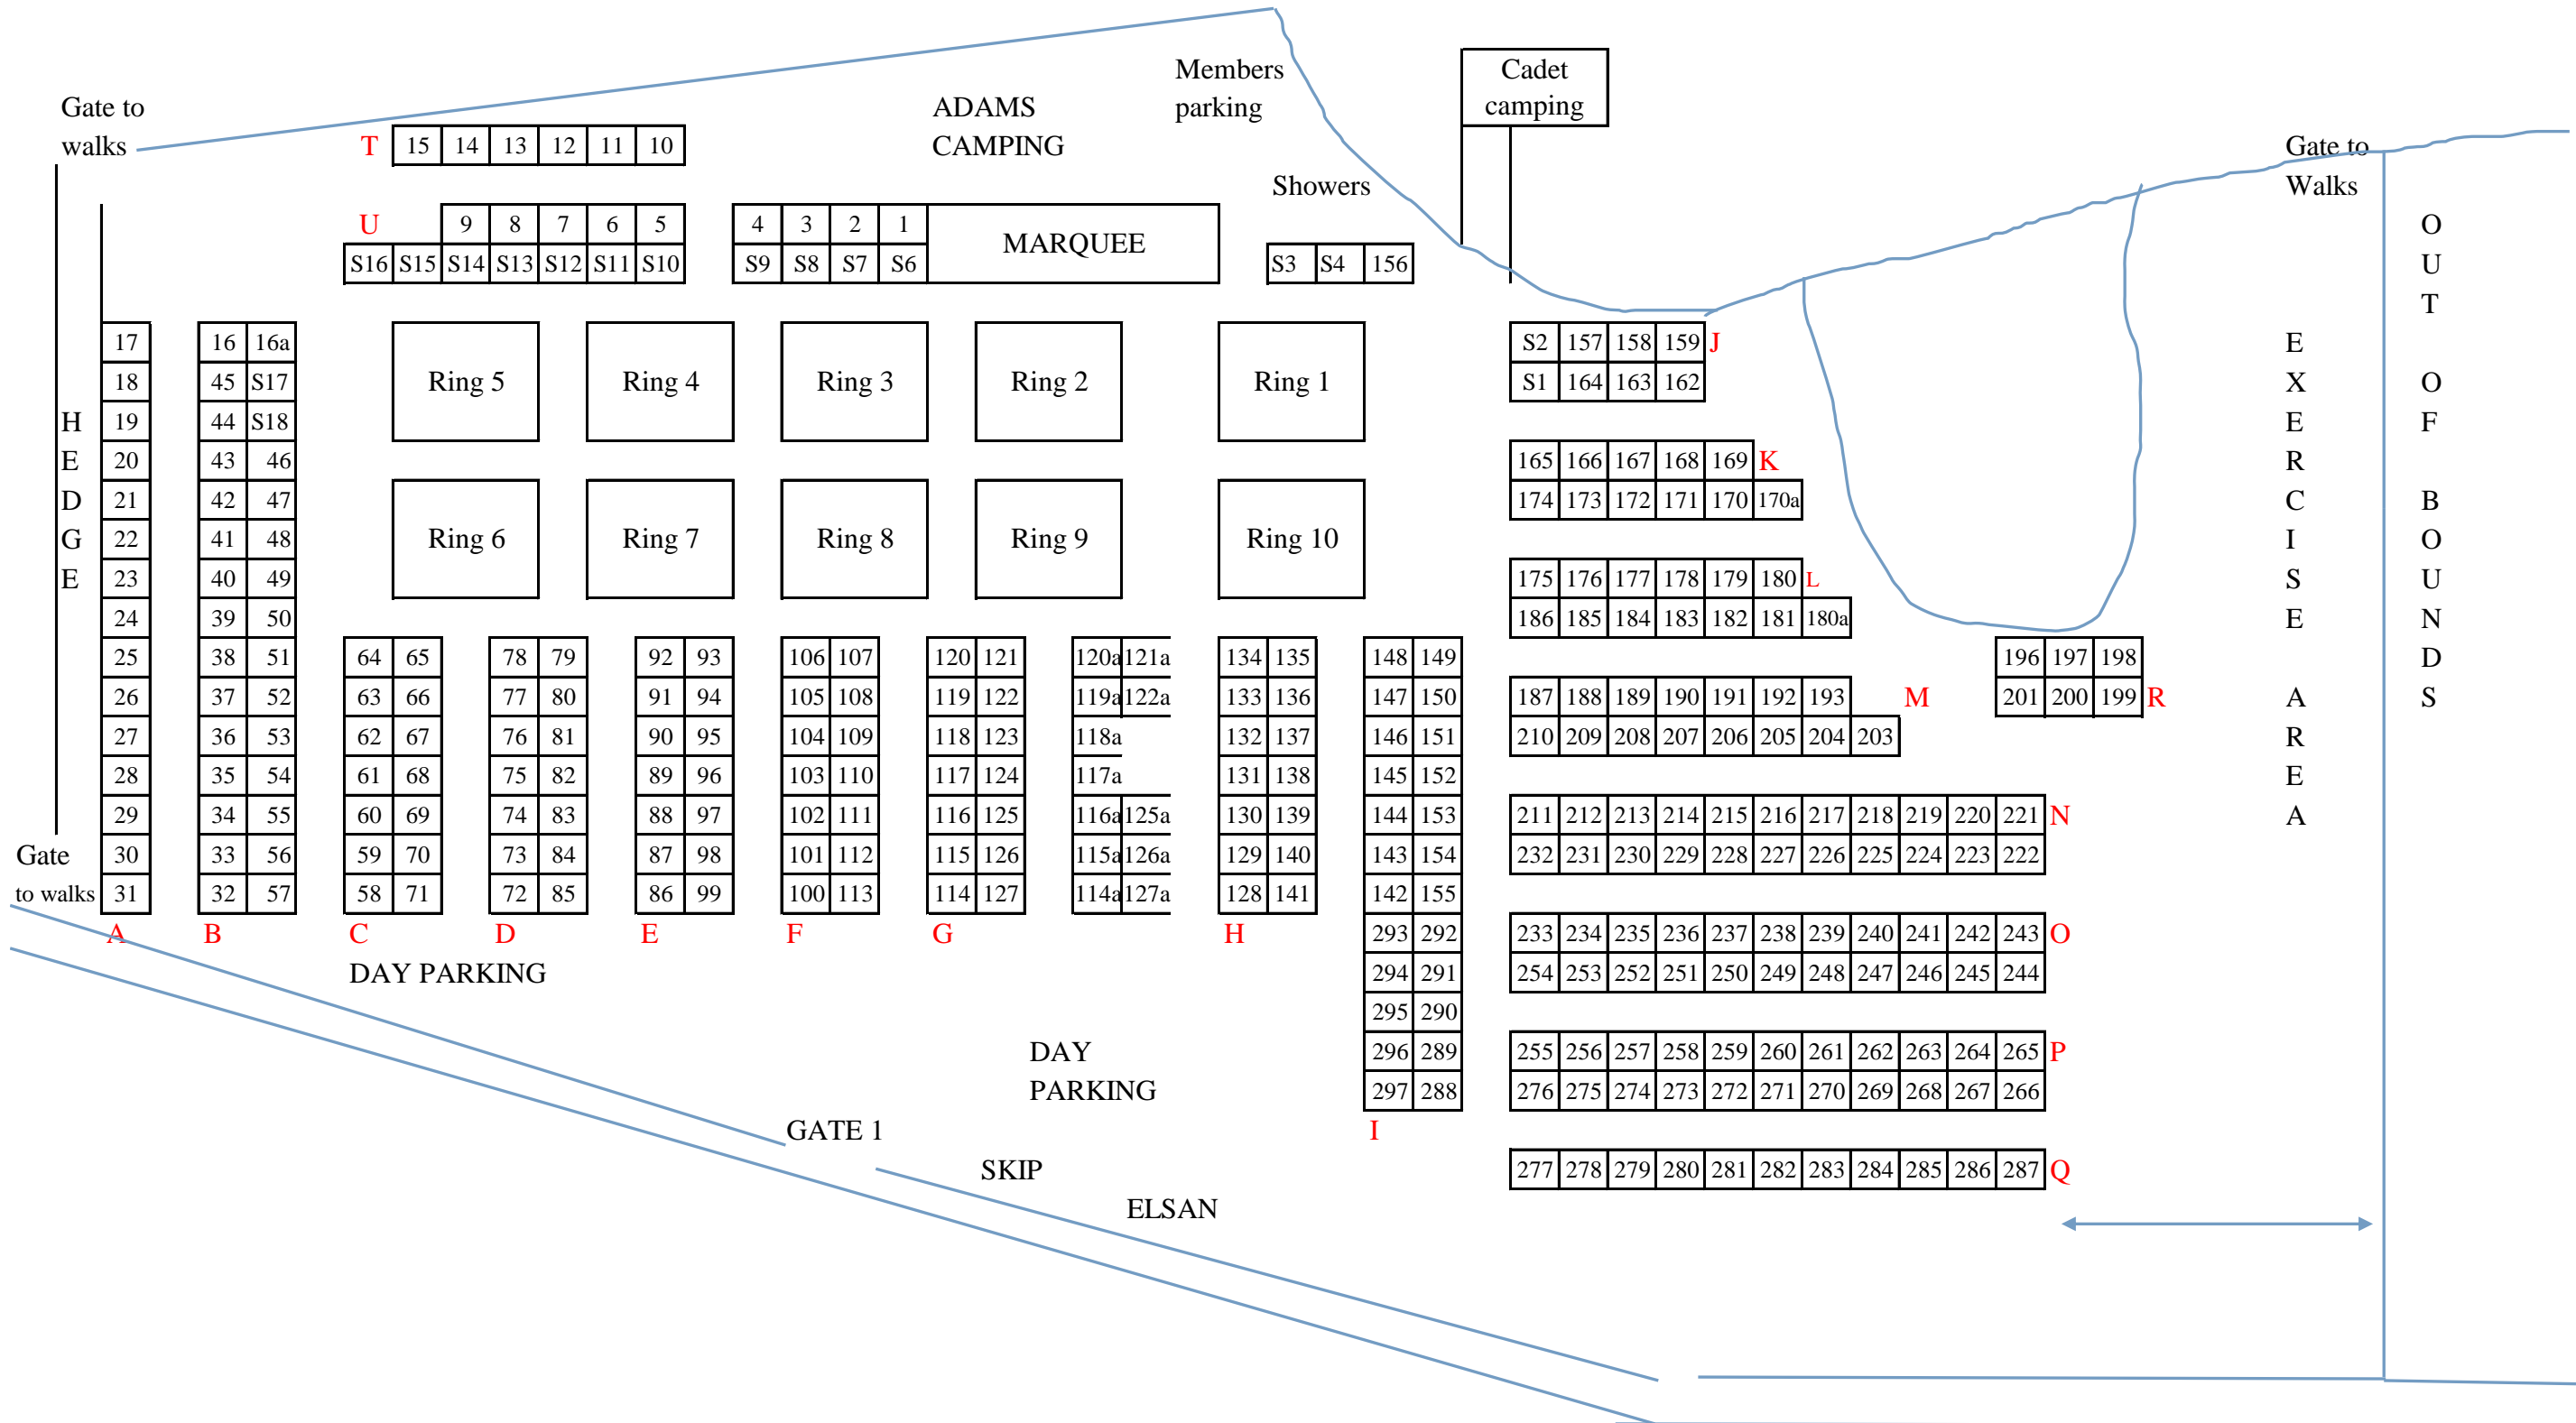 Members Cadet
Gate to ADAMS parking camping
walks T 15 14 13 12 11 10 CAMPING Gate to
Showers Walks
U 9 8 7 6 5 4 3 2 1 MARQUEE O
S16 S15 S14 S13 S12 S11 S10 S9 S8 S7 S6 S3 S4 156 U
T
17 16 16a S2 157 158 159 J E
18 45 S17 Ring 5 Ring 4 Ring 3 Ring 2 Ring 1 S1 164 163 162 X O
H 19 44 S18 E F
E 20 43 46 165 166 167 168 169 K R
D 21 42 47 174 173 172 171 170 170a C B
G 22 41 48 Ring 6 Ring 7 Ring 8 Ring 9 Ring 10 I O
E 23 40 49 175 176 177 178 179 180 L S U
24 39 50 186 185 184 183 182 181 180a E N
25 38 51 64 65 78 79 92 93 106 107 120 121 120a 121a 134 135 148 149 196 197 198 D
26 37 52 63 66 77 80 91 94 105 108 119 122 119a 122a 133 136 147 150 187 188 189 190 191 192 193 M 201 200 199 R A S
27 36 53 62 67 76 81 90 95 104 109 118 123 118a 132 137 146 151 210 209 208 207 206 205 204 203 R
28 35 54 61 68 75 82 89 96 103 110 117 124 117a 131 138 145 152 E
29 34 55 60 69 74 83 88 97 102 111 116 125 116a 125a 130 139 144 153 211 212 213 214 215 216 217 218 219 220 221 N A
Gate 30 33 56 59 70 73 84 87 98 101 112 115 126 115a 126a 129 140 143 154 232 231 230 229 228 227 226 225 224 223 222
to walks 31 32 57 58 71 72 85 86 99 100 113 114 127 114a 127a 128 141 142 155
A B C D E F G H 293 292 233 234 235 236 237 238 239 240 241 242 243 O
DAY PARKING 294 291 254 253 252 251 250 249 248 247 246 245 244
295 290
DAY 296 289 255 256 257 258 259 260 261 262 263 264 265 P
PARKING 297 288 276 275 274 273 272 271 270 269 268 267 266
GATE 1 I
SKIP 277 278 279 280 281 282 283 284 285 286 287 Q
ELSAN